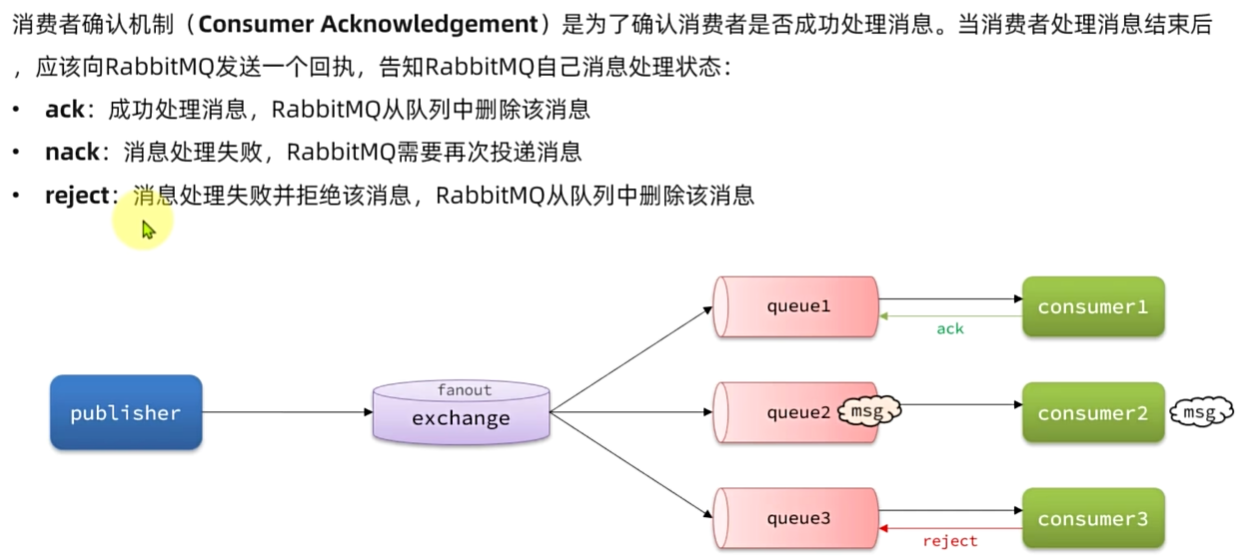 消费者确认机制（Consumer Acknowledgement）是为了确认消费者是否成功处理消息。当消费者处理消息结束后
，应该向RabbitMQ发送一个回执，告知RabbitMQ自己消息处理状态：
• ack：成功处理消息，RabbitMQ从队列中删除该消息
• nack：消息处理失败，RabbitMQ需要再次投递消息
• reject：消息处理失败并拒绝该消息，RabbitMQ从队列中删除该消息
queue1
consumer1
ack
publisher
fanout
exchange
queue2
msg
consumer2
msg
queue3
consumer3
reject